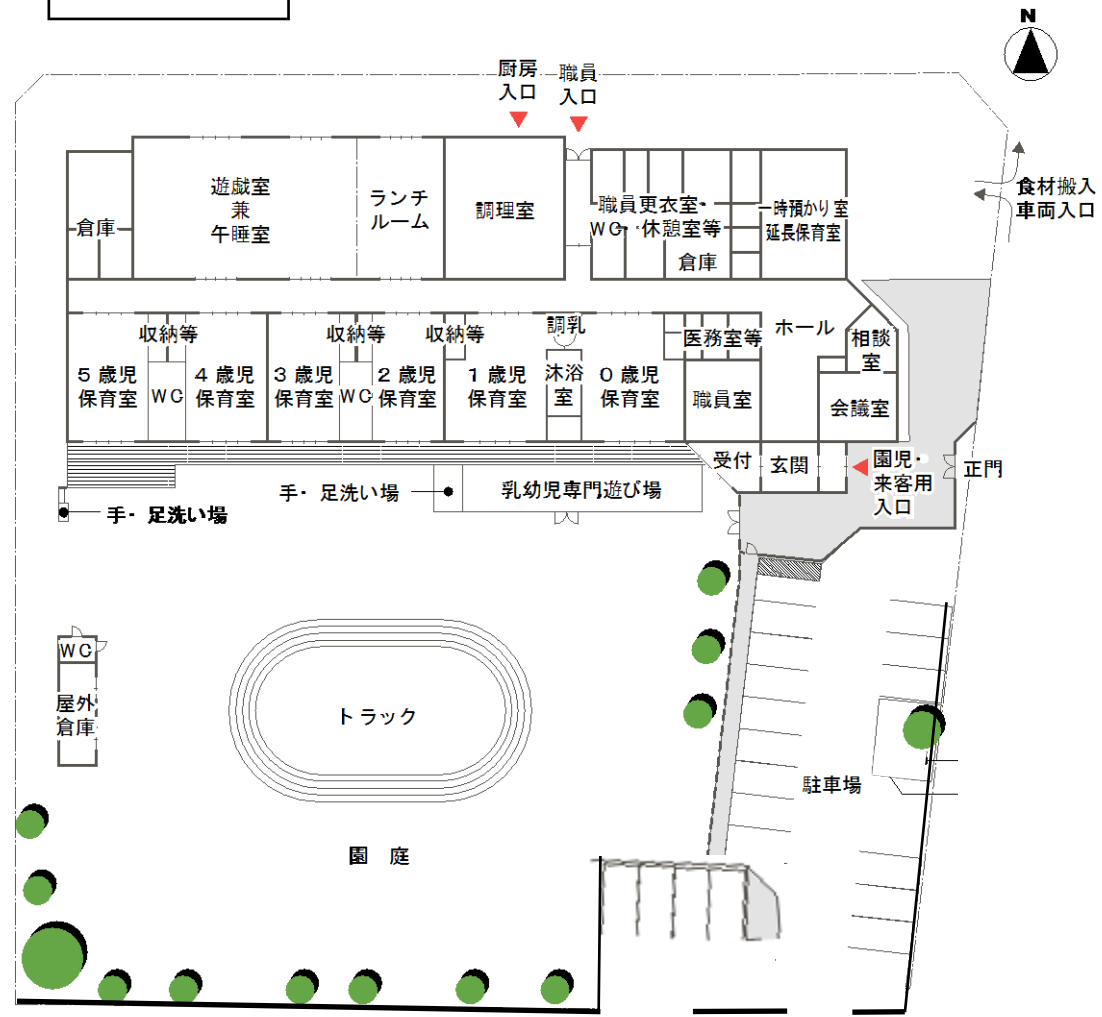 N
厨房
入口
職員
入口
食材搬入
車両入口
遊戯室
兼
午睡室
ランチ
ルーム
調理室
職員更衣室・
WC・休憩室等
倉庫
一時預かり室
延長保育室
倉庫
収納等
収納等
収納等
調乳
医務室等
ホール
相談
室
5歳児
保育室
WC
4歳児
保育室
3歳児
保育室
WC
2歳児
保育室
1歳児
保育室
沐浴
室
0歳児
保育室
職員室
会議室
受付
玄関
園児・
来客用
入口
正門
手・足洗い場
乳幼児専門遊び場
手・足洗い場
WC
屋外
倉庫
トラック
駐車場
園 庭